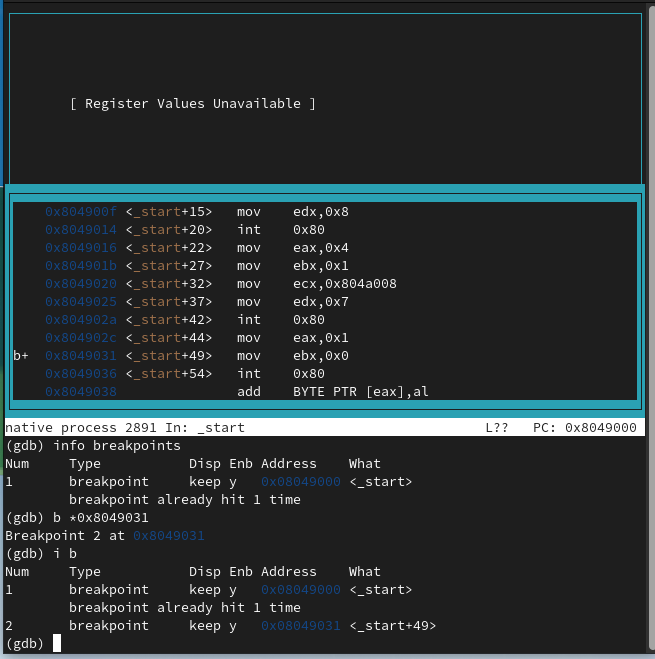 [ Register Values Unavailable ]
0x804900f <_start+15> mov edx,0x8
0x8049014 <_start+20> int 0x80
0x8049016 <_start+22> mov eax,0x4
0x804901b <_start+27> mov ebx,0x1
0x8049020 <_start+32> mov ecx,0x804a008
0x8049025 <_start+37> mov edx,0x7
0x804902a <_start+42> int 0x80
0x804902c <_start+44> mov eax,0x1
b+ 0x8049031 <_start+49> mov ebx,0x0
0x8049036 <_start+54> int 0x80
0x8049038 add BYTE PTR [eax],al
native process 2891 In: _start L?? PC: 0x8049000
(gdb) info breakpoints
Num Type Disp Enb Address What
1 breakpoint keep y 0x08049000 <_start>
breakpoint already hit 1 time
(gdb) b *0x8049031
Breakpoint 2 at 0x8049031
(gdb) i b
Num Type Disp Enb Address What
1 breakpoint keep y 0x08049000 <_start>
breakpoint already hit 1 time
2 breakpoint keep y 0x08049031 <_start+49>
(gdb)